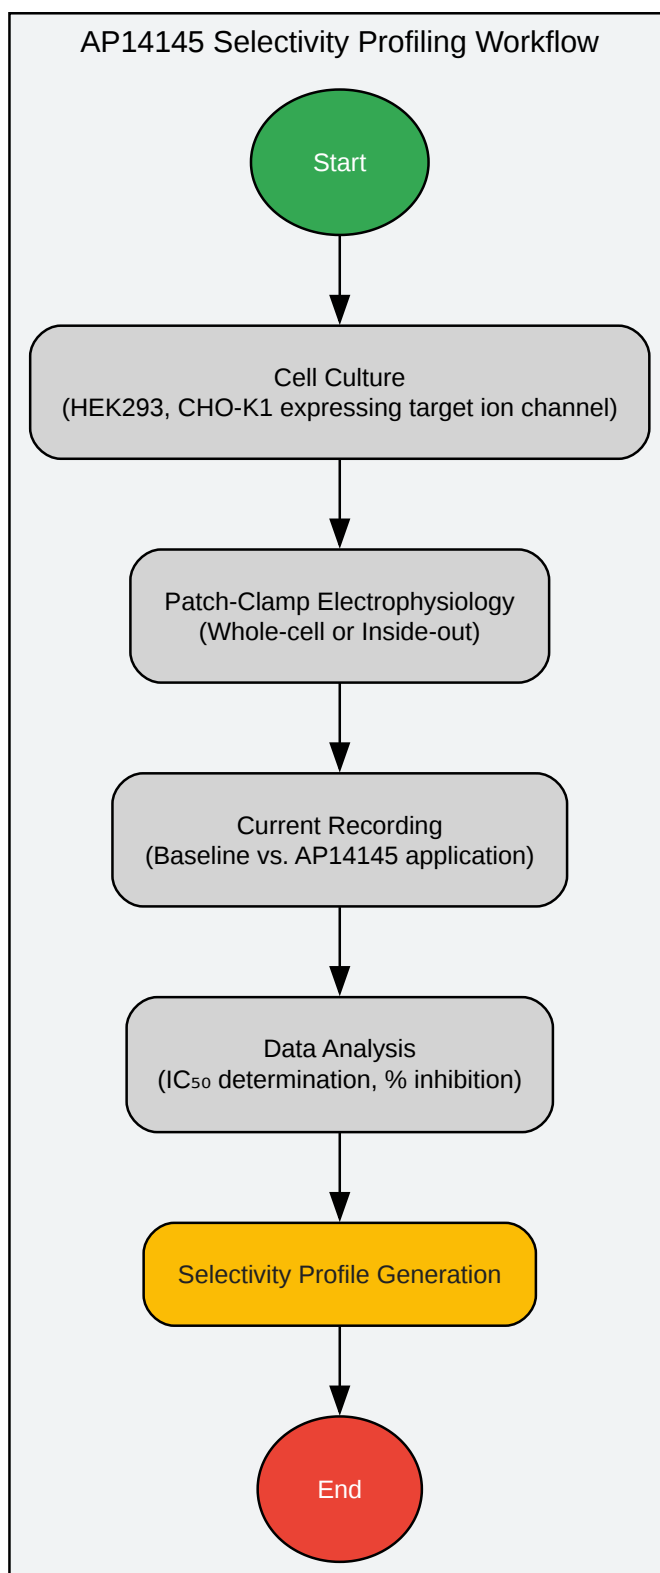 AP14145 Selectivity Profiling Workflow
Start
Cell Culture
(HEK293, CHO-K1 expressing target ion channel)
Patch-Clamp Electrophysiology
(Whole-cell or Inside-out)
Current Recording
(Baseline vs. AP14145 application)
Data Analysis
(IC₅₀ determination, % inhibition)
Selectivity Profile Generation
End